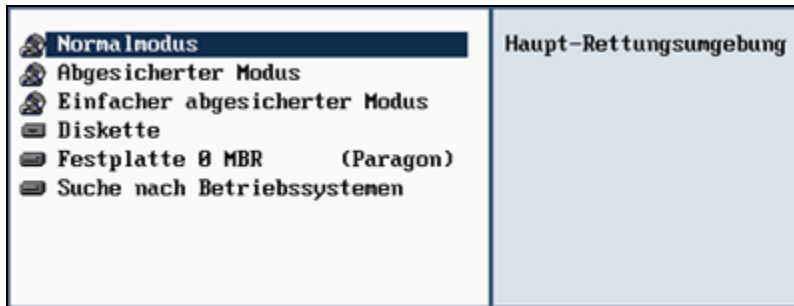 Normalmodus
Abgesicherter Modus
Einfacher abgesicherter Modus
Diskette
Festplatte 0 MBR (Paragon)
Suche nach Betriebssystemen
Haupt-Rettungsumgebung